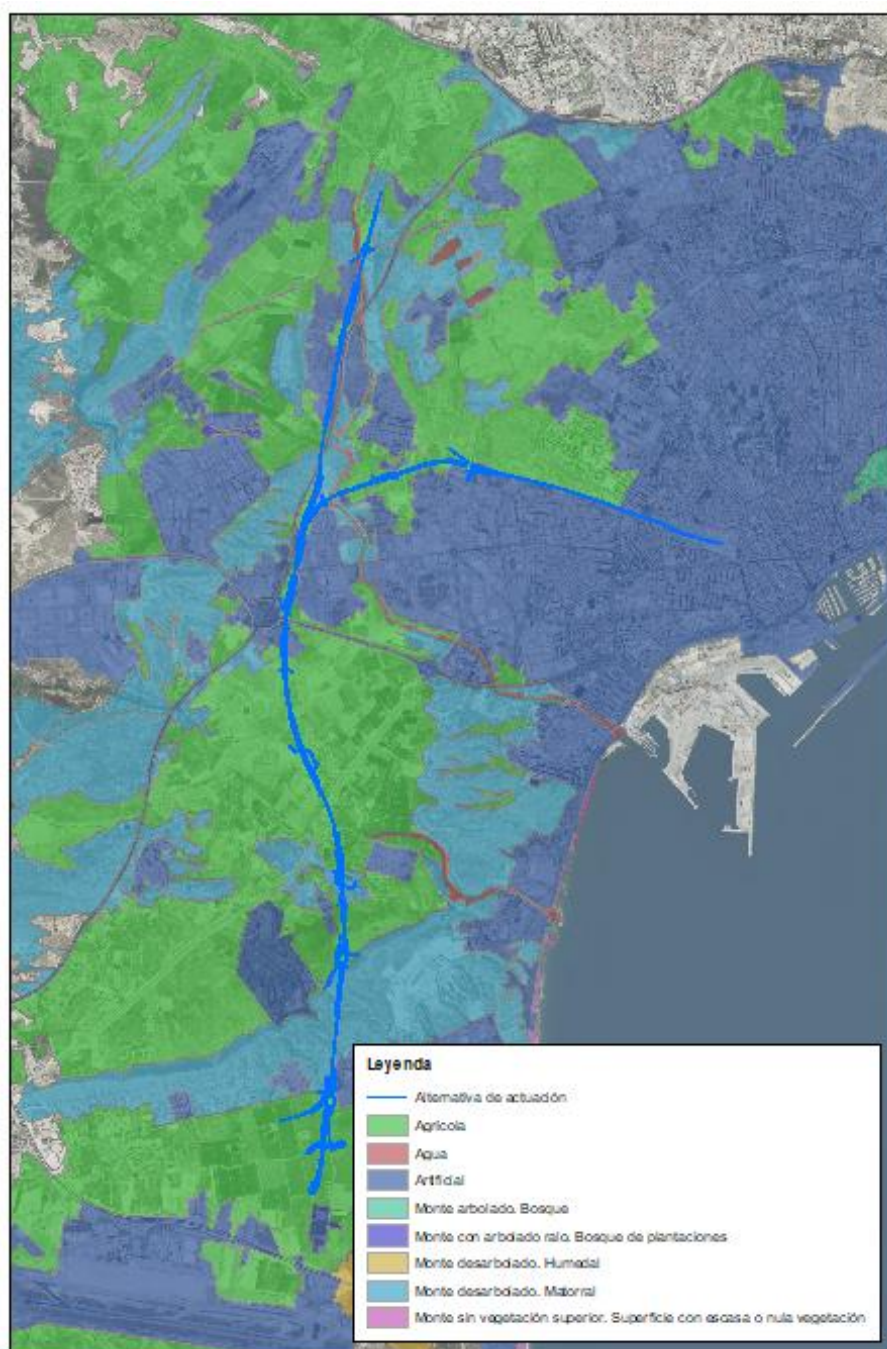 Leyenda
Alternativa de actuación
Agrícola
Agua
Artificial
Monte arbolado. Bosque
Monte con arbolado ralo. Bosque de plantaciones
Monte desarbolado. Humedal
Monte desarbolado. Matorral
Monte sin vegetación superior. Superficie con escasa o nula vegetación